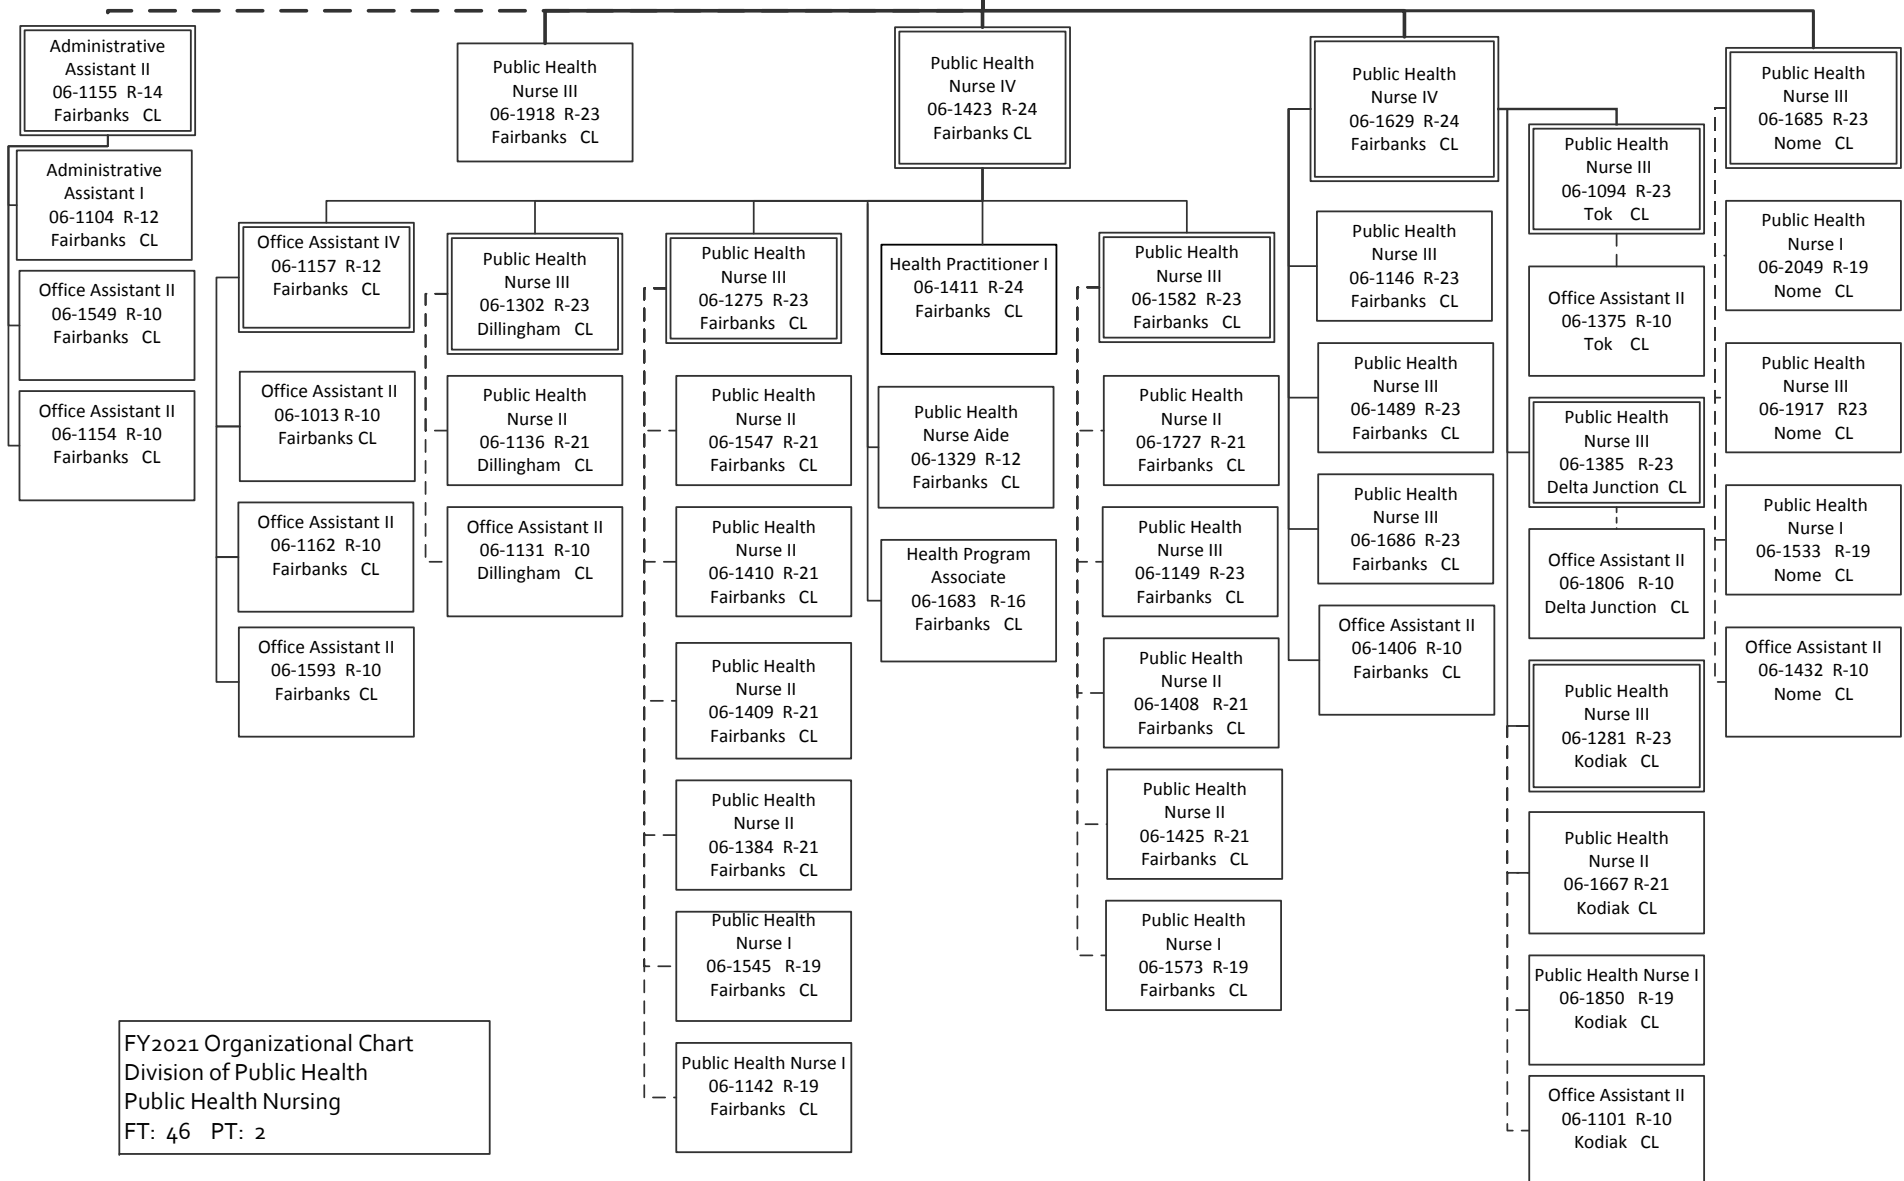 Administrative
Assistant II
06-1155 R-14
Fairbanks CL
Administrative
Assistant I
06-1104 R-12
Fairbanks CL
Office Assistant II
06-1549 R-10
Fairbanks CL
Office Assistant II
06-1154 R-10
Fairbanks CL
Public Health
Nurse III
06-1918 R-23
Fairbanks CL
Public Health
Nurse IV
06-1423 R-24
Fairbanks CL
Office Assistant IV
06-1157 R-12
Fairbanks CL
Office Assistant II
06-1013 R-10
Fairbanks CL
Office Assistant II
06-1162 R-10
Fairbanks CL
Office Assistant II
06-1593 R-10
Fairbanks CL
Public Health
Nurse III
06-1302 R-23
Dillingham CL
Public Health
Nurse II
06-1136 R-21
Dillingham CL
Office Assistant II
06-1131 R-10
Dillingham CL
Public Health
Nurse III
06-1275 R-23
Fairbanks CL
Public Health
Nurse II
06-1547 R-21
Fairbanks CL
Public Health
Nurse II
06-1410 R-21
Fairbanks CL
Public Health
Nurse II
06-1409 R-21
Fairbanks CL
Public Health
Nurse II
06-1384 R-21
Fairbanks CL
Public Health
Nurse I
06-1545 R-19
Fairbanks CL
Public Health Nurse I
06-1142 R-19
Fairbanks CL
Health Practitioner I
06-1411 R-24
Fairbanks CL
Public Health
Nurse Aide
06-1329 R-12
Fairbanks CL
Health Program
Associate
06-1683 R-16
Fairbanks CL
Public Health
Nurse III
06-1582 R-23
Fairbanks CL
Public Health
Nurse II
06-1727 R-21
Fairbanks CL
Public Health
Nurse III
06-1149 R-23
Fairbanks CL
Public Health
Nurse II
06-1408 R-21
Fairbanks CL
Public Health
Nurse II
06-1425 R-21
Fairbanks CL
Public Health
Nurse I
06-1573 R-19
Fairbanks CL
Public Health
Nurse IV
06-1629 R-24
Fairbanks CL
Public Health
Nurse III
06-1146 R-23
Fairbanks CL
Public Health
Nurse III
06-1489 R-23
Fairbanks CL
Public Health
Nurse III
06-1686 R-23
Fairbanks CL
Office Assistant II
06-1406 R-10
Fairbanks CL
Public Health
Nurse III
06-1094 R-23
Tok CL
Office Assistant II
06-1375 R-10
Tok CL
Public Health
Nurse III
06-1385 R-23
Delta Junction CL
Office Assistant II
06-1806 R-10
Delta Junction CL
Public Health
Nurse III
06-1281 R-23
Kodiak CL
Public Health
Nurse II
06-1667 R-21
Kodiak CL
Public Health Nurse I
06-1850 R-19
Kodiak CL
Office Assistant II
06-1101 R-10
Kodiak CL
Public Health
Nurse III
06-1685 R-23
Nome CL
Public Health
Nurse I
06-2049 R-19
Nome CL
Public Health
Nurse III
06-1917 R23
Nome CL
Public Health
Nurse I
06-1533 R-19
Nome CL
Office Assistant II
06-1432 R-10
Nome CL
FY2021 Organizational Chart
Division of Public Health
Public Health Nursing
FT: 46 PT: 2